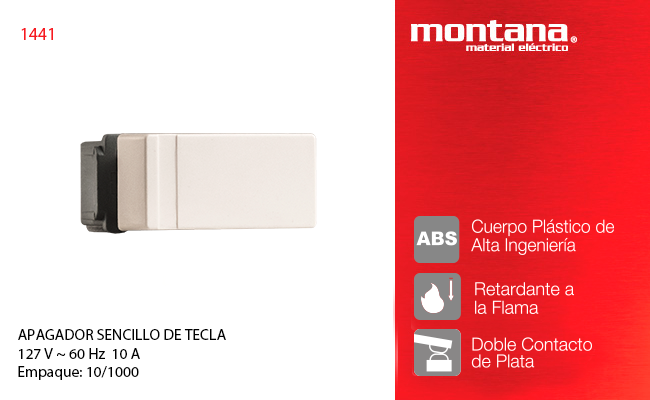 1441
montana®
material eléctrico
ABS
Cuerpo Plástico de
Alta Ingeniería
Retardante a
la Flama
Doble Contacto
de Plata
APAGADOR SENCILLO DE TECLA
127 V ~ 60 Hz  10 A
Empaque: 10/1000